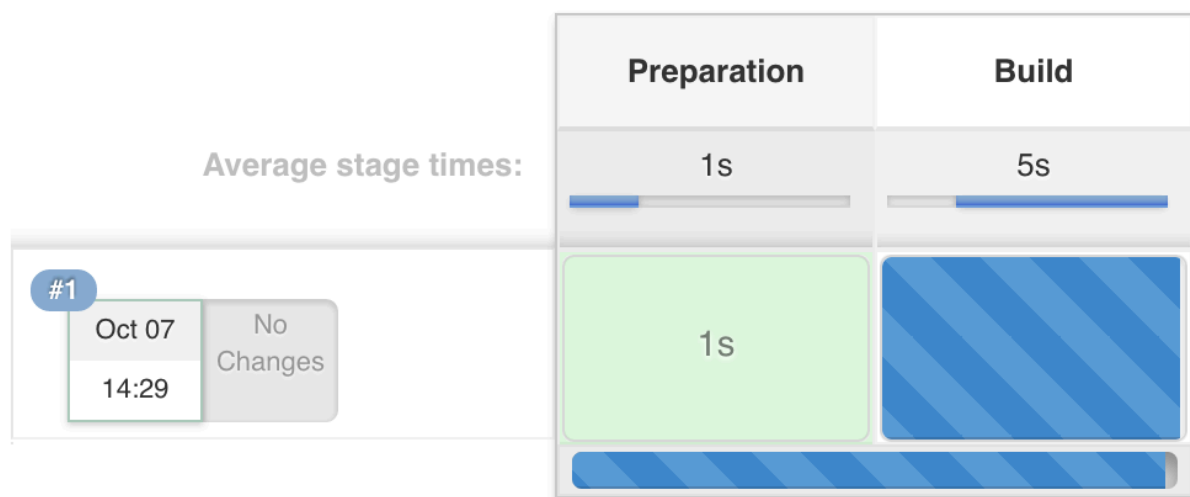 Preparation
Build
Average stage times:
1s
5s
#1
Oct 07
14:29
No
Changes
1s